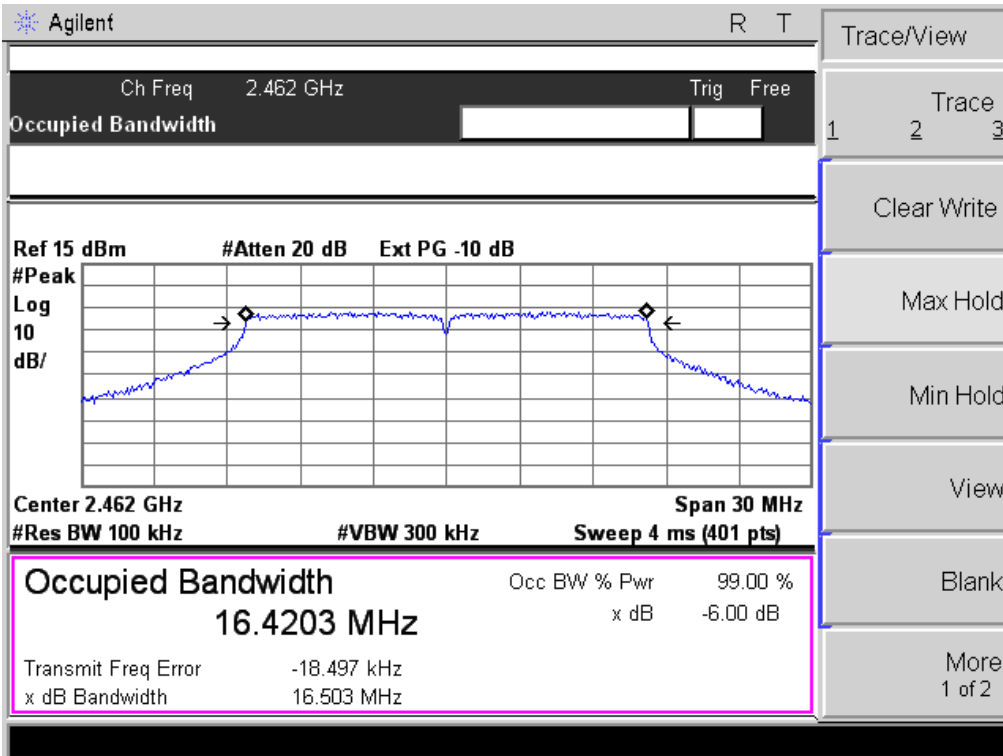 Agilent R T
Trace/View
Ch Freq 2.462 GHz Trig Free
Occupied Bandwidth
Trace
1 2 3
Clear Write
Ref 15 dBm #Atten 20 dB Ext PG -10 dB
#Peak
Log
10
dB/
Max Hold
Min Hold
View
Center 2.462 GHz Span 30 MHz
#Res BW 100 kHz #VBW 300 kHz Sweep 4 ms (401 pts)
Occupied Bandwidth Occ BW % Pwr 99.00 %
16.4203 MHz x dB -6.00 dB
Blank
Transmit Freq Error -18.497 kHz
x dB Bandwidth 16.503 MHz
More
1 of 2